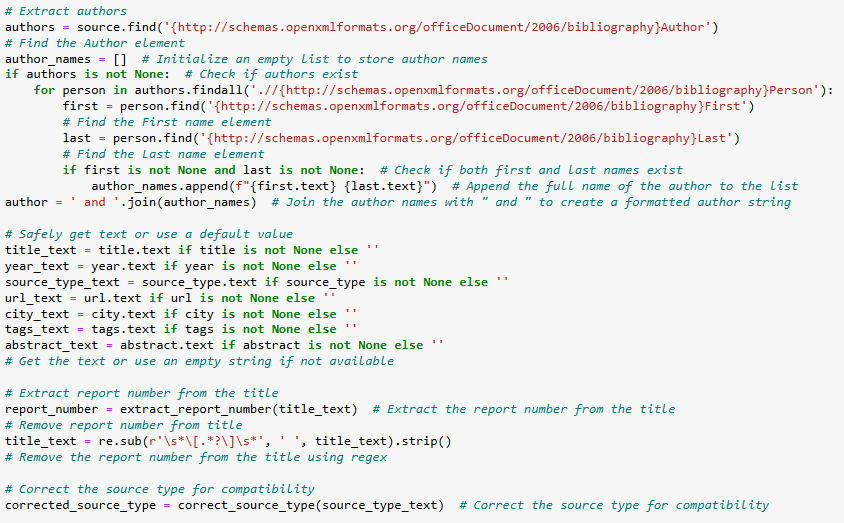 # Extract authors
authors = source.find('{http://schemas.openxmlformats.org/officeDocument/2006/bibliography}Author')
# Find the Author element
author_names = []  # Initialize an empty list to store author names
if authors is not None:  # Check if authors exist
    for person in authors.findall('.//{http://schemas.openxmlformats.org/officeDocument/2006/bibliography}Person'):
        first = person.find('{http://schemas.openxmlformats.org/officeDocument/2006/bibliography}First')
        # Find the First name element
        last = person.find('{http://schemas.openxmlformats.org/officeDocument/2006/bibliography}Last')
        # Find the Last name element
        if first is not None and last is not None:  # Check if both first and last names exist
            author_names.append(f"{first.text} {last.text}")  # Append the full name of the author to the list
author = ' and '.join(author_names)  # Join the author names with " and " to create a formatted author string

# Safely get text or use a default value
title_text = title.text if title is not None else ''
year_text = year.text if year is not None else ''
source_type_text = source_type.text if source_type is not None else ''
url_text = url.text if url is not None else ''
city_text = city.text if city is not None else ''
tags_text = tags.text if tags is not None else ''
abstract_text = abstract.text if abstract is not None else ''
# Get the text or use an empty string if not available

# Extract report number from the title
report_number = extract_report_number(title_text)  # Extract the report number from the title
# Remove report number from title
title_text = re.sub(r'\s*\[.*?\]\s*', ' ', title_text).strip()
# Remove the report number from the title using regex

# Correct the source type for compatibility
corrected_source_type = correct_source_type(source_type_text)  # Correct the source type for compatibility